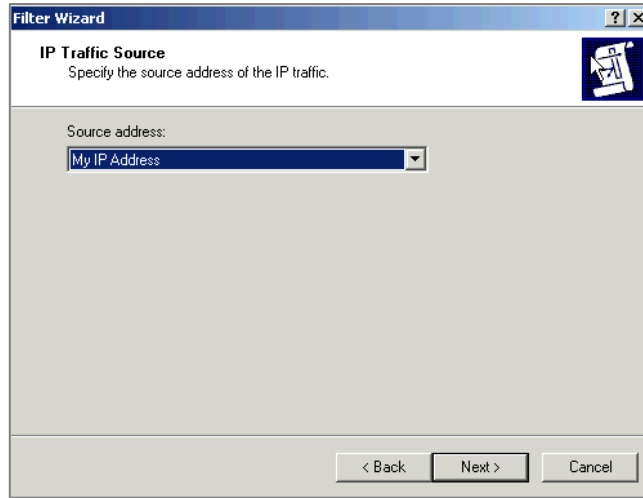 Filter Wizard
IP Traffic Source
Specify the source address of the IP traffic.
Source address:
My IP Address
< Back
Next >
Cancel